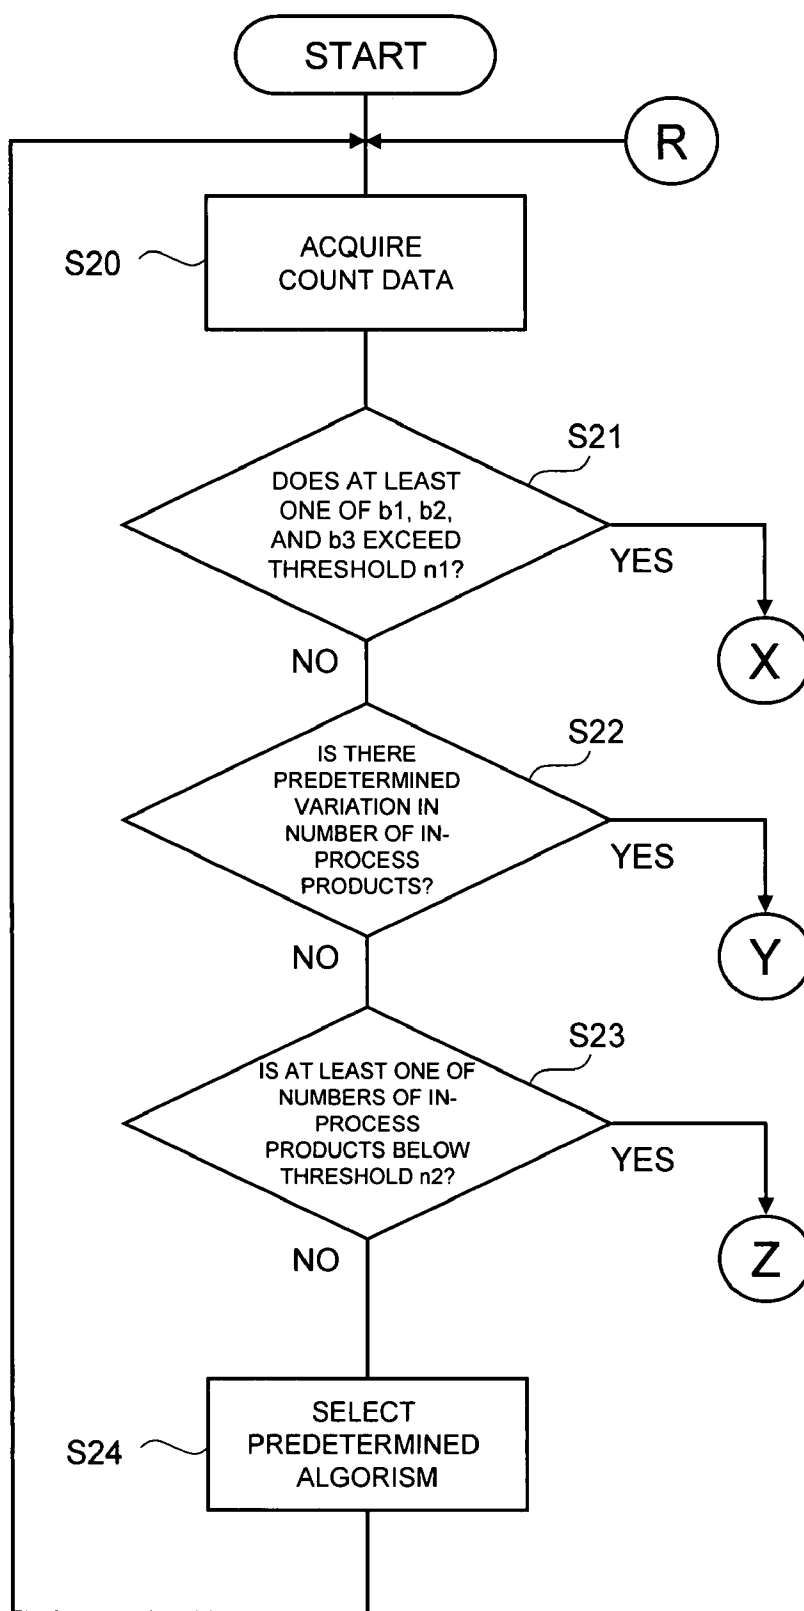 START
R
S20
ACQUIRE
COUNT DATA
S21
DOES AT LEAST
ONE OF b1, b2,
AND b3 EXCEED
THRESHOLD n1?
YES
X
NO
S22
IS THERE
PREDETERMINED
VARIATION IN
NUMBER OF IN-
PROCESS
PRODUCTS?
YES
Y
NO
S23
IS AT LEAST ONE OF
NUMBERS OF IN-
PROCESS
PRODUCTS BELOW
THRESHOLD n2?
YES
Z
NO
S24
SELECT
PREDETERMINED
ALGORISM